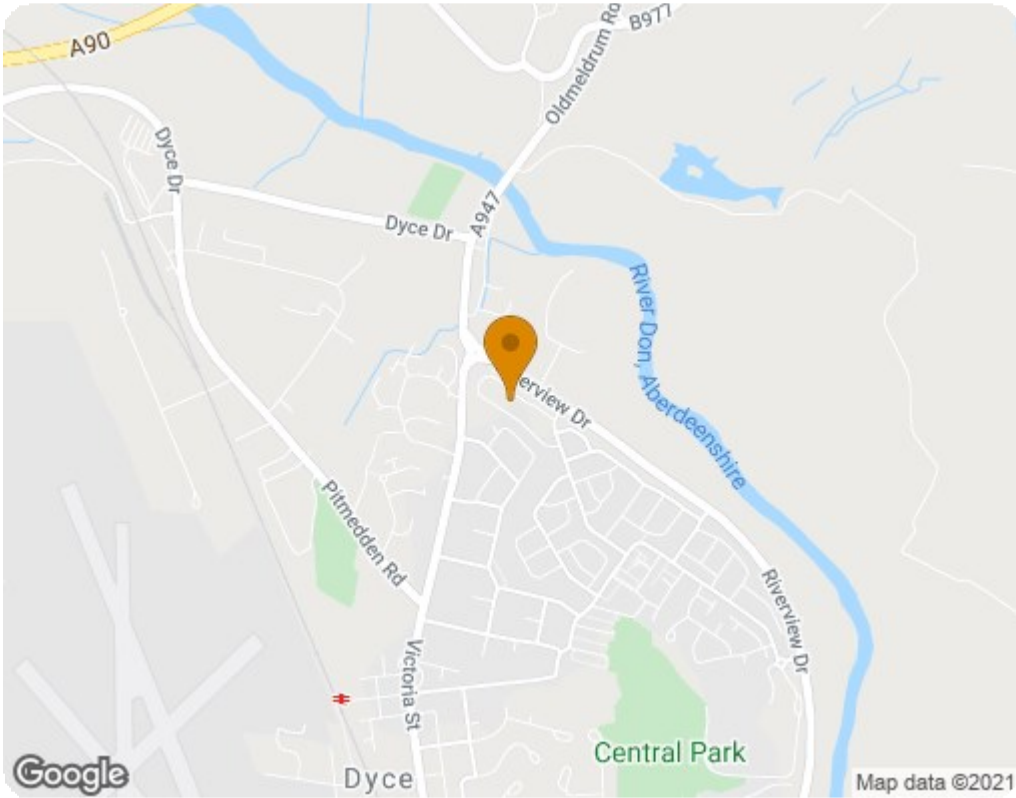 A90
B977
Oldmeldrum Rd
Dyce Dr
A947
Dyce Dr
River Don, Aberdeenshire
erview Dr
Pitmedden Rd
Riverview Dr
Victoria St
Central Park
Dyce
Google
Map data ©2021